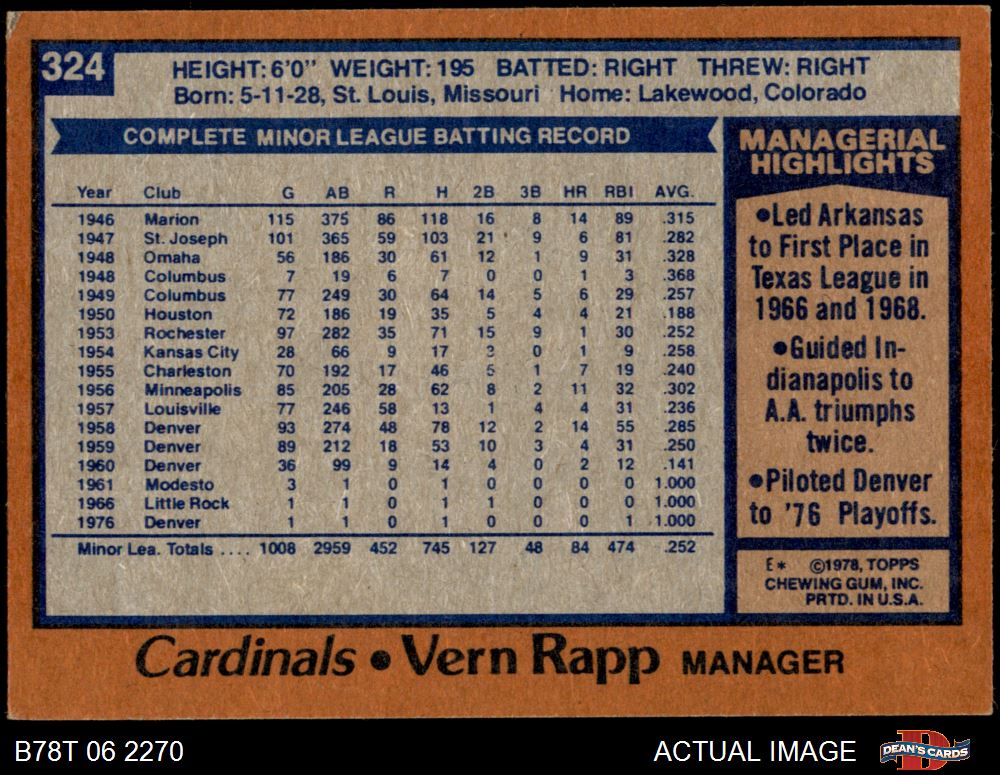 324
HEIGHT: 6'0" WEIGHT: 195 BATTED: RIGHT THREW: RIGHT
Born: 5-11-28, St. Louis, Missouri Home: Lakewood, Colorado
COMPLETE MINOR LEAGUE BATTING RECORD
Year Club G AB R H 2B 3B HR RBI AVG.
1946 Marion 115 375 86 118 16 8 14 89 .315
1947 St. Joseph 101 365 59 103 21 9 6 81 .282
1948 Omaha 56 186 30 61 12 1 9 31 .328
1948 Columbus 7 19 6 7 0 0 1 3 .368
1949 Columbus 77 249 30 64 14 5 6 29 .257
1950 Houston 72 186 19 35 5 4 4 21 .188
1953 Rochester 97 282 35 71 15 9 1 30 .252
1954 Kansas City 28 66 9 17 3 0 1 9 .258
1955 Charleston 70 192 17 46 5 1 7 19 .240
1956 Minneapolis 85 205 28 62 8 2 11 32 .302
1957 Louisville 77 246 58 13 1 4 4 31 .236
1958 Denver 93 274 48 78 12 2 14 55 .285
1959 Denver 89 212 18 53 10 3 4 31 .250
1960 Denver 36 99 9 14 4 0 2 12 .141
1961 Modesto 3 1 0 1 0 0 0 0 1.000
1966 Little Rock 1 1 0 1 1 0 0 0 1.000
1976 Denver 1 1 0 1 0 0 0 1 1.000
Minor Lea. Totals .... 1008 2959 452 745 127 48 84 474 .252
MANAGERIAL
HIGHLIGHTS
•Led Arkansas
to First Place in
Texas League in
1966 and 1968.
•Guided In-
dianapolis to
A.A. triumphs
twice.
•Piloted Denver
to '76 Playoffs.
E* ©1978, TOPPS
CHEWING GUM, INC.
PRTD. IN U.S.A.
Cardinals • Vern Rapp MANAGER
B78T 06 2270 ACTUAL IMAGE DEAN'S CARDS